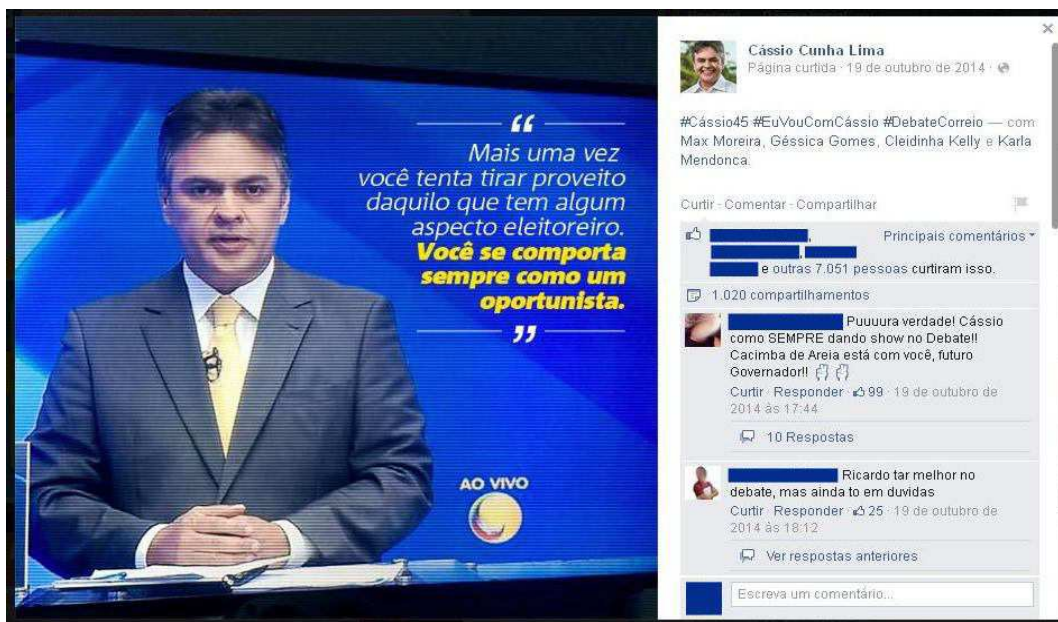 “
Mais uma vez
você tenta tirar proveito
daquilo que tem algum
aspecto eleitoreiro.
Você se comporta
sempre como um
oportunista.
”
AO VIVO
Cássio Cunha Lima
Página curtida · 19 de outubro de 2014 ·
#Cássio45 #EuVouComCássio #DebateCorreio — com
Max Moreira, Géssica Gomes, Cleidinha Kelly e Karla
Mendonca.
Curtir · Comentar · Compartilhar
Principais comentários
e outras 7.051 pessoas curtiram isso.
1.020 compartilhamentos
Puuuura verdade! Cássio
como SEMPRE dando show no Debate!!
Cacimba de Areia está com você, futuro
Governador!!
Curtir · Responder · 99 · 19 de outubro de
2014 às 17:44
10 Respostas
Ricardo tar melhor no
debate, mas ainda to em duvidas
Curtir · Responder · 25 · 19 de outubro de
2014 às 18:12
Ver respostas anteriores
Escreva um comentário...